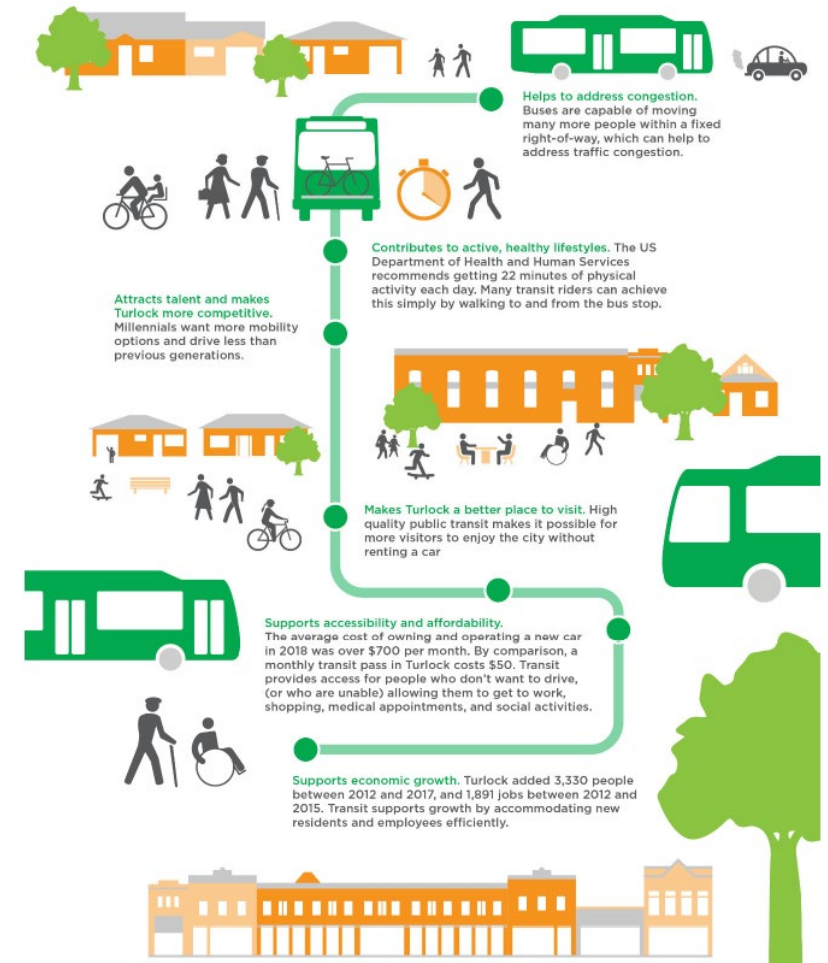 Helps to address congestion.
Buses are capable of moving
many more people within a fixed
right-of-way, which can help to
address traffic congestion.
Contributes to active, healthy lifestyles. The US
Department of Health and Human Services
recommends getting 22 minutes of physical
activity each day. Many transit riders can achieve
this simply by walking to and from the bus stop.
Attracts talent and makes
Turlock more competitive.
Millennials want more mobility
options and drive less than
previous generations.
Makes Turlock a better place to visit. High
quality public transit makes it possible for
more visitors to enjoy the city without
renting a car
Supports accessibility and affordability.
The average cost of owning and operating a new car
in 2018 was over $700 per month. By comparison, a
monthly transit pass in Turlock costs $50. Transit
provides access for people who don't want to drive,
(or who are unable) allowing them to get to work,
shopping, medical appointments, and social activities.
Supports economic growth. Turlock added 3,330 people
between 2012 and 2017, and 1,891 jobs between 2012 and
2015. Transit supports growth by accommodating new
residents and employees efficiently.